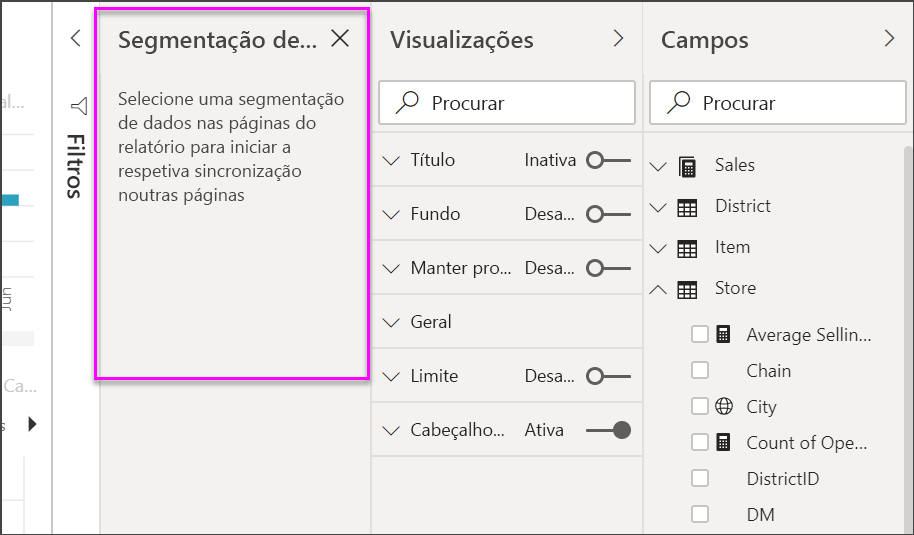 Segmentação de...
Selecione uma segmentação
de dados nas páginas do
relatório para iniciar a
respetiva sincronização
noutras páginas
Filtros
al...
Jun
Ca...
s
Visualizações
Procurar
Título Inativa
Fundo Desa...
Manter pro... Desa...
Geral
Limite Desa...
Cabeçalho... Ativa
Campos
Procurar
Sales
District
Item
Store
Average Sellin...
Chain
City
Count of Ope...
DistrictID
DM